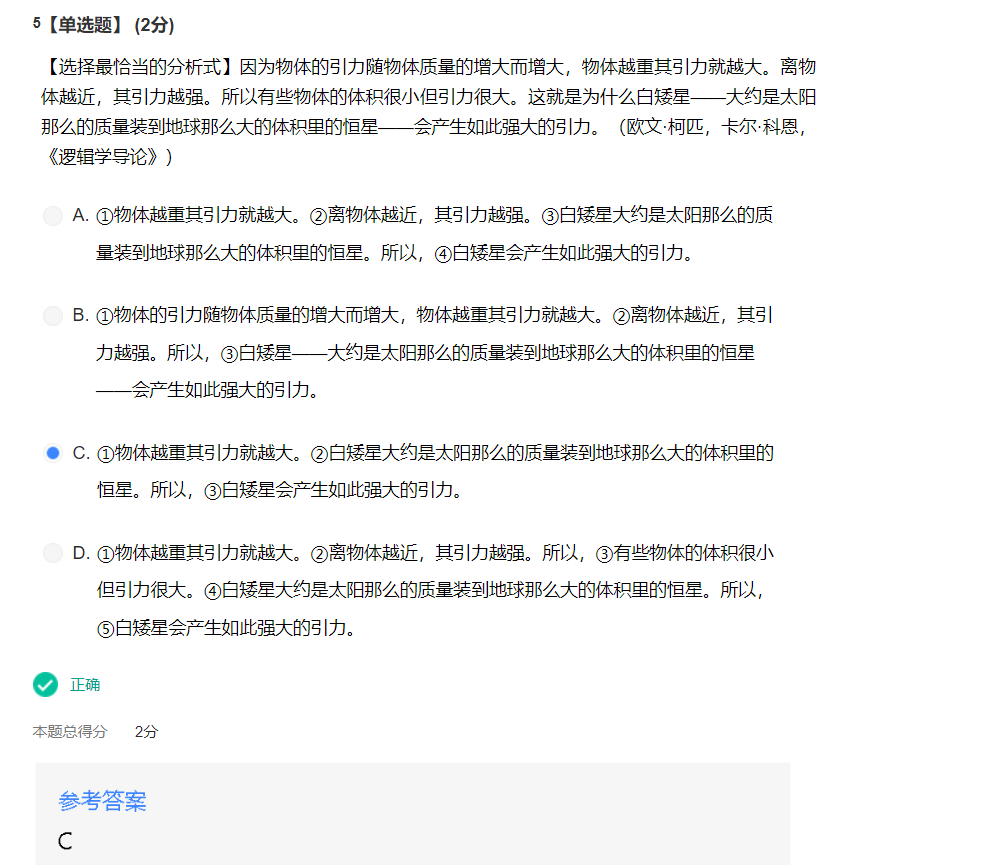 5【单选题】 (2分)
【选择最恰当的分析式】因为物体的引力随物体质量的增大而增大，物体越重其引力就越大。离物
体越近，其引力越强。所以有些物体的体积很小但引力很大。这就是为什么白矮星——大约是太阳
那么的质量装到地球那么大的体积里的恒星——会产生如此强大的引力。（欧文·柯匹，卡尔·科恩，
《逻辑学导论》）
A. ①物体越重其引力就越大。②离物体越近，其引力越强。③白矮星大约是太阳那么的质
量装到地球那么大的体积里的恒星。所以，④白矮星会产生如此强大的引力。
B. ①物体的引力随物体质量的增大而增大，物体越重其引力就越大。②离物体越近，其引
力越强。所以，③白矮星——大约是太阳那么的质量装到地球那么大的体积里的恒星
——会产生如此强大的引力。
C. ①物体越重其引力就越大。②白矮星大约是太阳那么的质量装到地球那么大的体积里的
恒星。所以，③白矮星会产生如此强大的引力。
D. ①物体越重其引力就越大。②离物体越近，其引力越强。所以，③有些物体的体积很小
但引力很大。④白矮星大约是太阳那么的质量装到地球那么大的体积里的恒星。所以，
⑤白矮星会产生如此强大的引力。
正确
本题总得分 2分
参考答案
C